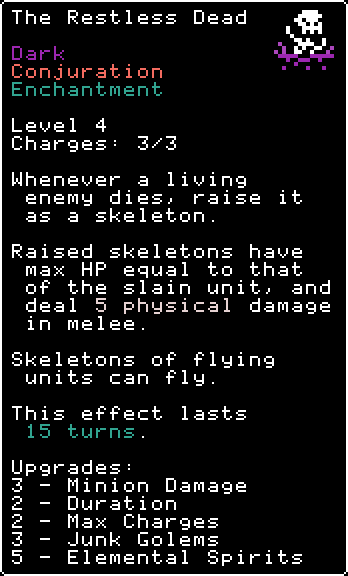 The Restless Dead
Dark
Conjuration
Enchantment
Level 4
Charges: 3/3
Whenever a living
enemy dies, raise it
as a skeleton.
Raised skeletons have
max HP equal to that
of the slain unit, and
deal 5 physical damage
in melee.
Skeletons of flying
units can fly.
This effect lasts
15 turns.
Upgrades:
3 - Minion Damage
2 - Duration
2 - Max Charges
3 - Junk Golems
5 - Elemental Spirits